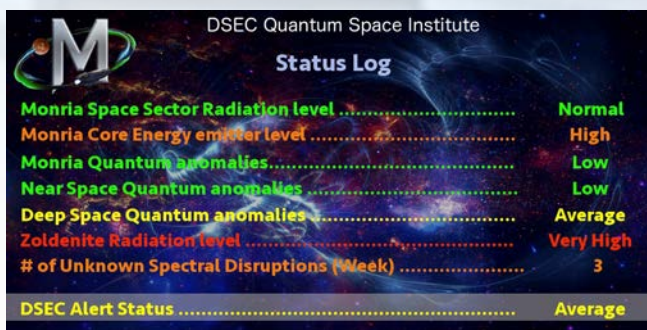 M
DSEC Quantum Space Institute
Status Log
Monria Space Sector Radiation level ................................ Normal
Monria Core Energy emitter level ..................................... High
Monria Quantum anomalies............................................ Low
Near Space Quantum anomalies ..................................... Low
Deep Space Quantum anomalies .................................... Average
Zoldenite Radiation level ................................................ Very High
# of Unknown Spectral Disruptions (Week) ...................... 3
DSEC Alert Status ............................................................ Average